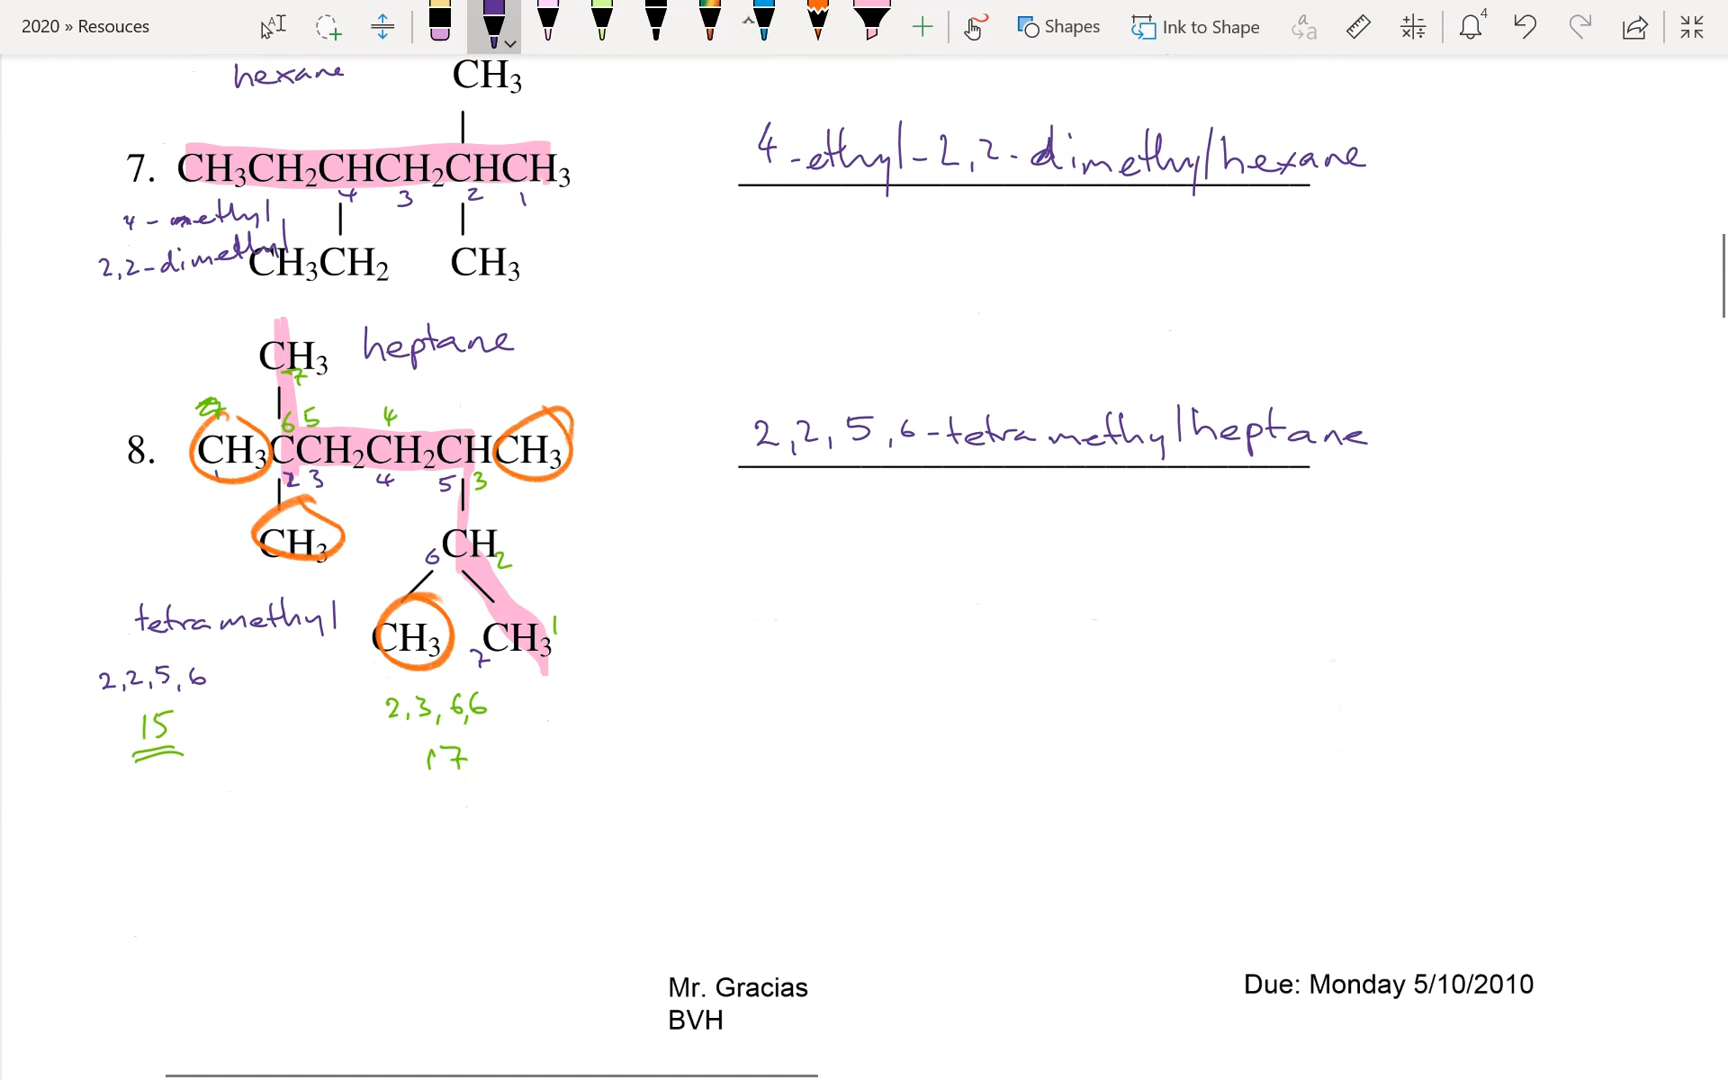 2020 » Resouces
4
Shapes
Ink to Shape
hexane
CH₃
7. CH₃CH₂CHCH₂CHCH₃
4-ethyl-2,2-dimethylhexane
4 3 2 1
4-methyl
2,2-dimethyl
CH₃CH₂ CH₃
CH₃ heptane
7
6 5 4
8. CH₃CCH₂CH₂CHCH₃
2,2,5,6-tetramethylheptane
1 2 3 4 5 3
CH₃ 6 CH 2
tetramethyl
CH₃ 7 CH₃ 1
2,2,5,6
2,3,6,6
15
17
Mr. Gracias
BVH
Due: Monday 5/10/2010